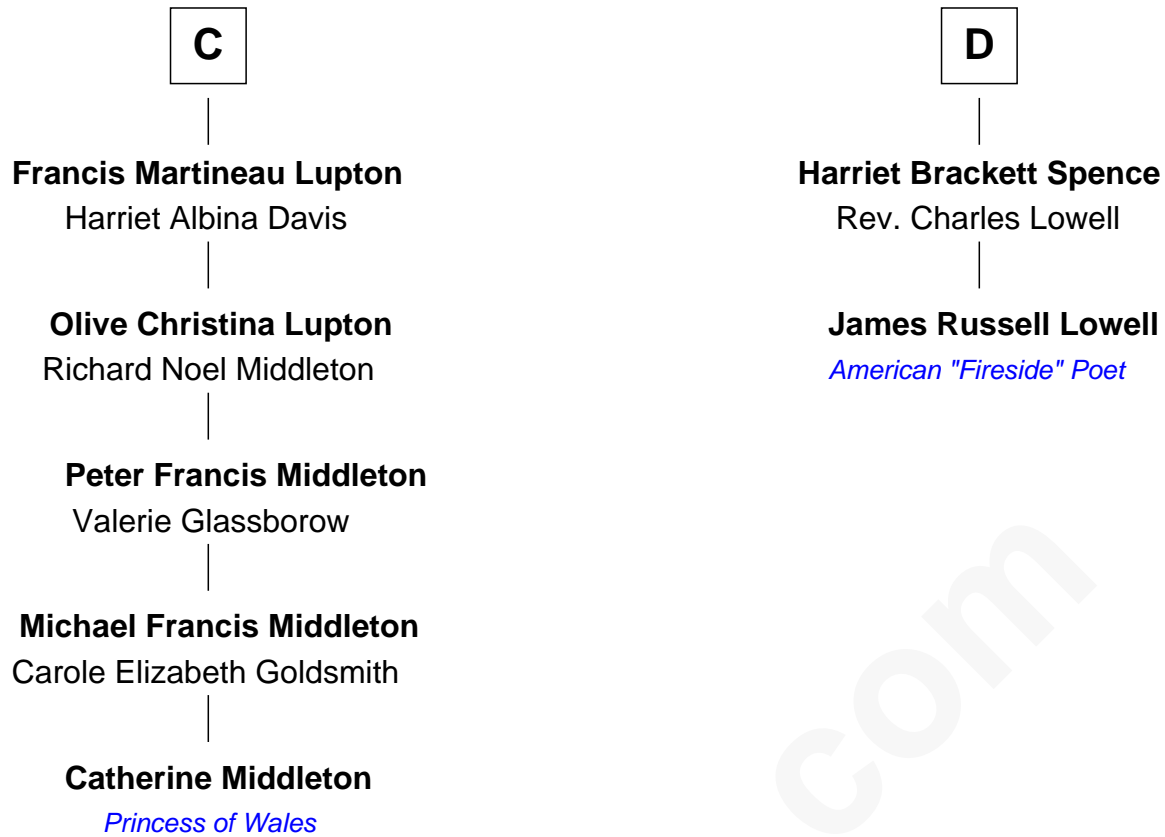 C
Francis Martineau Lupton
Harriet Albina Davis
Olive Christina Lupton
Richard Noel Middleton
Peter Francis Middleton
Valerie Glassborow
Michael Francis Middleton
Carole Elizabeth Goldsmith
Catherine Middleton
Princess of Wales
D
Harriet Brackett Spence
Rev. Charles Lowell
James Russell Lowell
American "Fireside" Poet
com